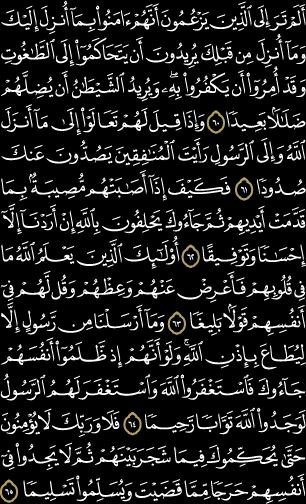 أَلَمْ تَرَ إِلَى ٱلَّذِينَ يَزْعُمُونَ أَنَّهُمْ ءَامَنُوا۟ بِمَآ أُنزِلَ إِلَيْكَ
وَمَآ أُنزِلَ مِن قَبْلِكَ يُرِيدُونَ أَن يَتَحَاكَمُوٓا۟ إِلَى ٱلطَّـٰغُوتِ
وَقَدْ أُمِرُوٓا۟ أَن يَكْفُرُوا۟ بِهِۦ وَيُرِيدُ ٱلشَّيْطَـٰنُ أَن يُضِلَّهُمْ
ضَلَـٰلًۢا بَعِيدًا ٦٠ وَإِذَا قِيلَ لَهُمْ تَعَالَوْا۟ إِلَىٰ مَآ أَنزَلَ
ٱللَّهُ وَإِلَى ٱلرَّسُولِ رَأَيْتَ ٱلْمُنَـٰفِقِينَ يَصُدُّونَ عَنكَ
صُدُودًا ٦١ فَكَيْفَ إِذَآ أَصَـٰبَتْهُم مُّصِيبَةٌۢ بِمَا
قَدَّمَتْ أَيْدِيهِمْ ثُمَّ جَآءُوكَ يَحْلِفُونَ بِٱللَّهِ إِنْ أَرَدْنَآ إِلَّآ
إِحْسَـٰنًا وَتَوْفِيقًا ٦٢ أُو۟لَـٰٓئِكَ ٱلَّذِينَ يَعْلَمُ ٱللَّهُ مَا
فِى قُلُوبِهِمْ فَأَعْرِضْ عَنْهُمْ وَعِظْهُمْ وَقُل لَّهُمْ فِىٓ
أَنفُسِهِمْ قَوْلًۢا بَلِيغًا ٦٣ وَمَآ أَرْسَلْنَا مِن رَّسُولٍ إِلَّا
لِيُطَاعَ بِإِذْنِ ٱللَّهِ ۚ وَلَوْ أَنَّهُمْ إِذ ظَّلَمُوٓا۟ أَنفُسَهُمْ
جَآءُوكَ فَٱسْتَغْفَرُوا۟ ٱللَّهَ وَٱسْتَغْفَرَ لَهُمُ ٱلرَّسُولُ
لَوَجَدُوا۟ ٱللَّهَ تَوَّابًا رَّحِيمًا ٦٤ فَلَا وَرَبِّكَ لَا يُؤْمِنُونَ
حَتَّىٰ يُحَكِّمُوكَ فِيمَا شَجَرَ بَيْنَهُمْ ثُمَّ لَا يَجِدُوا۟ فِىٓ
أَنفُسِهِمْ حَرَجًا مِّمَّا قَضَيْتَ وَيُسَلِّمُوا۟ تَسْلِيمًا ٦٥